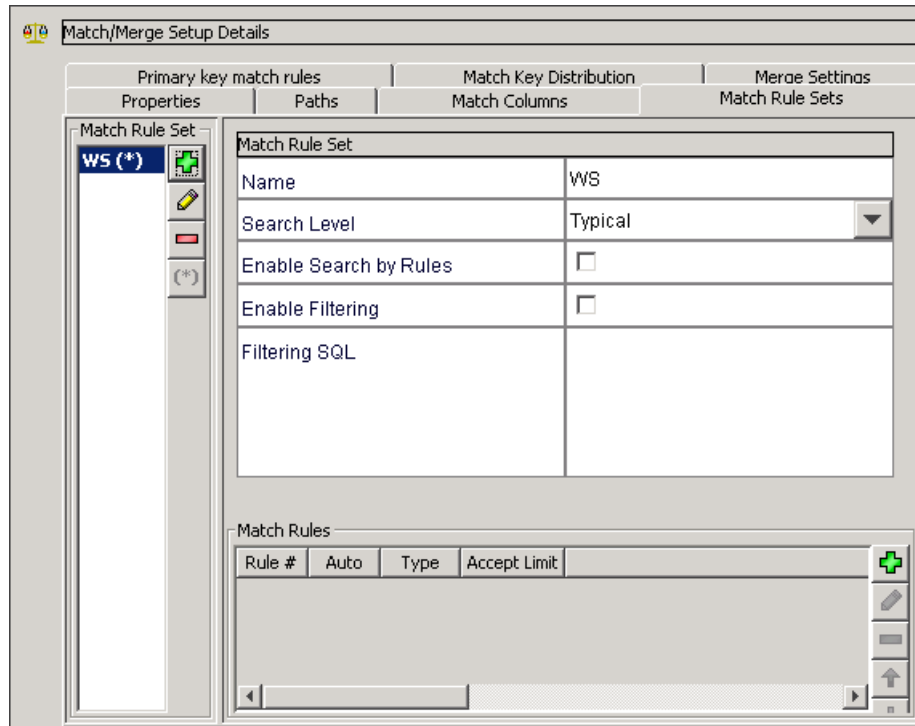 Match/Merge Setup Details
Primary key match rules Match Key Distribution Merge Settings
Properties Paths Match Columns Match Rule Sets
Match Rule Set
WS (*)
(*)
Match Rule Set
Name WS
Search Level Typical
Enable Search by Rules
Enable Filtering
Filtering SQL
Match Rules
Rule # Auto Type Accept Limit